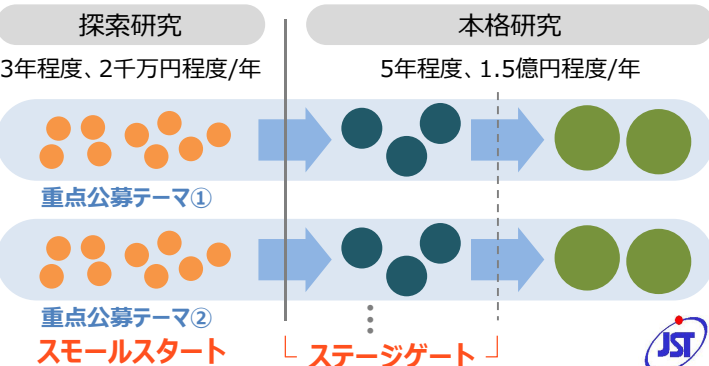 探索研究
本格研究
3年程度、2千万円程度/年
5年程度、1.5億円程度/年
重点公募テーマ①
重点公募テーマ②
スモールスタート
ステージゲート
JST